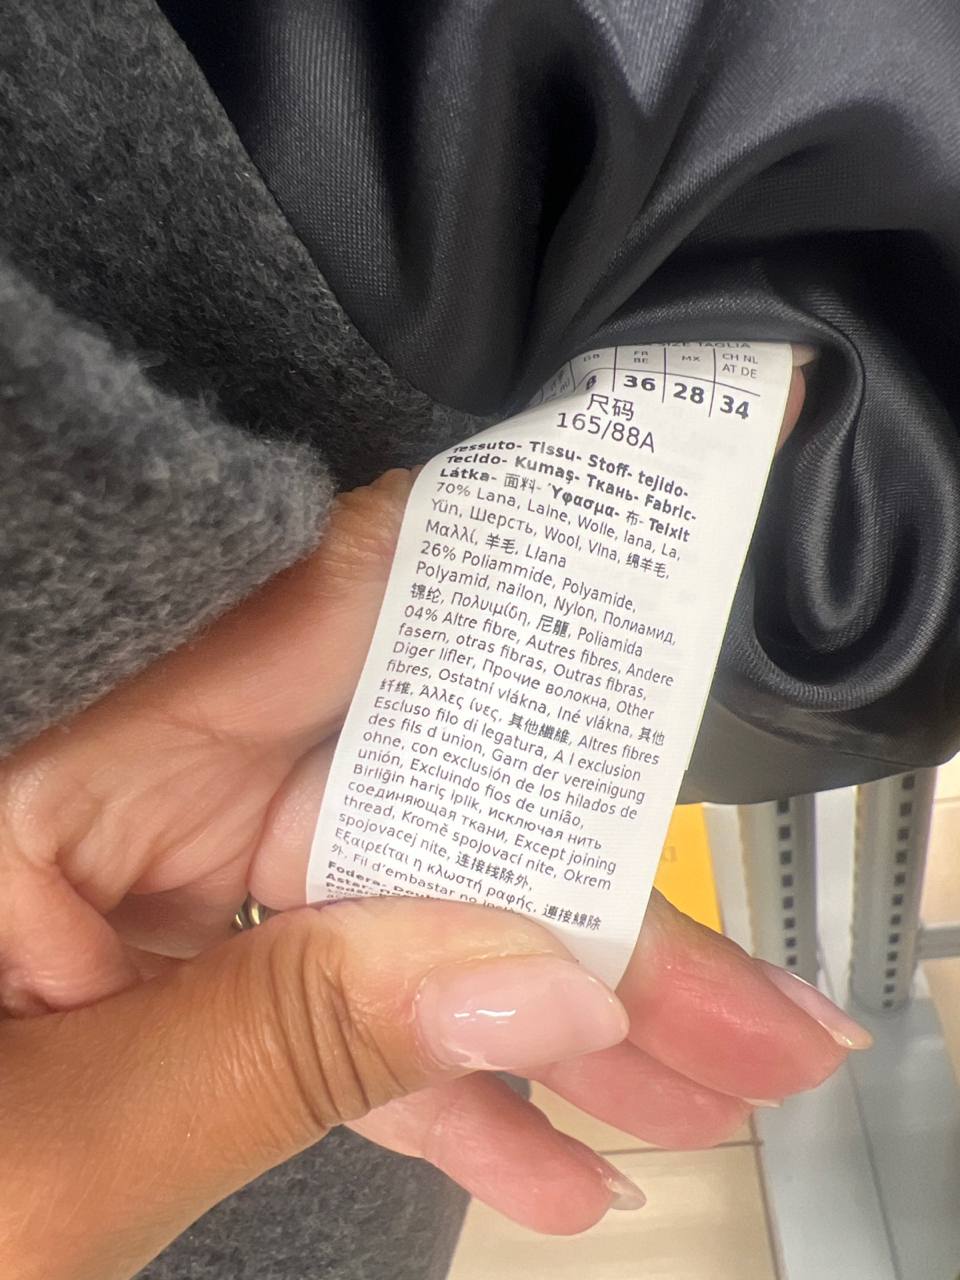 SIZE TAGLIA
GB FR BE MX CH NL AT DE
8 36 28 34
尺码
165/88A
Tessuto- Tissu- Stoff- tejido-
Tecido- Kumaş- Ткань- Fabric-
Látka- 面料- Ύφασμα- 布- Teixit
70% Lana, Laine, Wolle, lana, La,
Yün, Шерсть, Wool, Vlna, 绵羊毛,
Μαλλί, 羊毛, Llana
26% Poliammide, Polyamide,
Polyamid, nailon, Nylon, Полиамид,
锦纶, Πολυιμίδη, 尼龍, Poliamida
04% Altre fibre, Autres fibres, Andere
fasern, otras fibras, Outras fibras,
Diger lifler, Прочие волокна, Other
fibres, Ostatní vlákna, Iné vlákna, 其他
纤维, Άλλες ίνες, 其他纖維, Altres fibres
Escluso filo di legatura, A l exclusion
des fils d union, Garn der vereinigung
ohne, con exclusión de los hilados de
unión, Excluindo fios de união,
Birliğin hariç iplik, исключая нить
соединяющая ткани, Except joining
thread, Kromě spojovací nite, Okrem
spojovacej nite, 连接线除外,
Εξαιρείται η κλωστή ραφής, 連接線除
外, Fil d'embastar no
Fodera-
Astar-